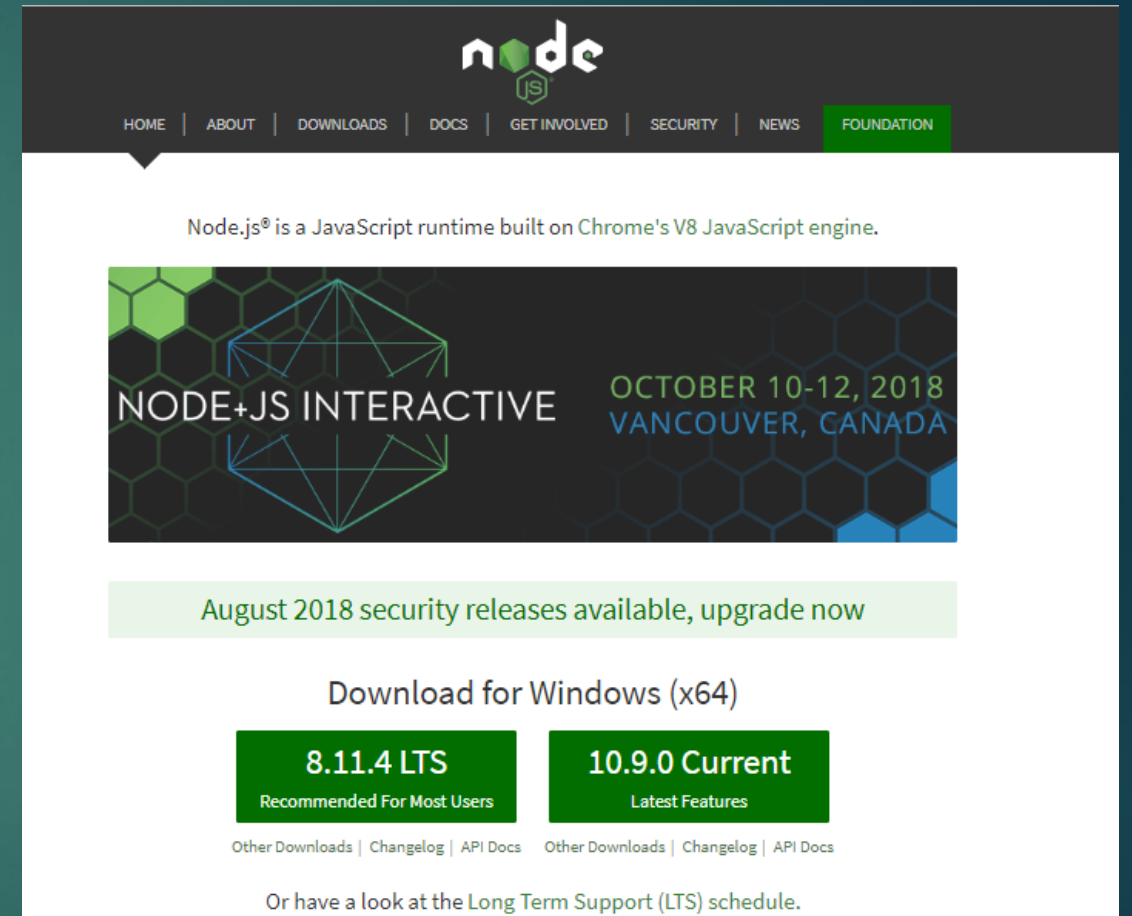 node
JS
HOME | ABOUT | DOWNLOADS | DOCS | GET INVOLVED | SECURITY | NEWS FOUNDATION
Node.js® is a JavaScript runtime built on Chrome's V8 JavaScript engine.
NODE+JS INTERACTIVE
OCTOBER 10-12, 2018
VANCOUVER, CANADA
August 2018 security releases available, upgrade now
Download for Windows (x64)
8.11.4 LTS
Recommended For Most Users
10.9.0 Current
Latest Features
Other Downloads | Changelog | API Docs
Other Downloads | Changelog | API Docs
Or have a look at the Long Term Support (LTS) schedule.